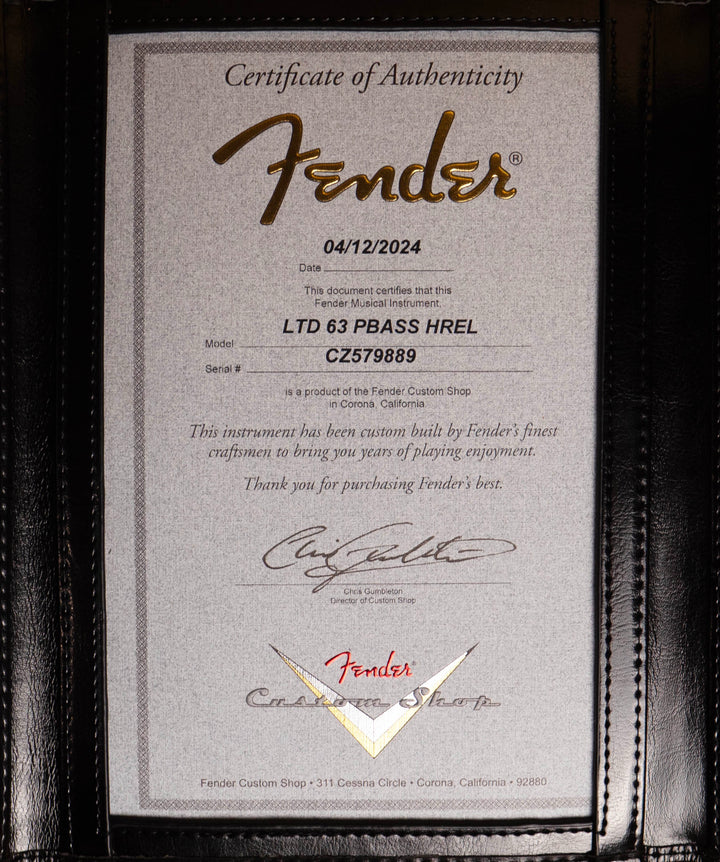 Certificate of Authenticity
Fender®
04/12/2024
Date
This document certifies that this
Fender Musical Instrument,
LTD 63 PBASS HREL
Model
CZ579889
Serial #
is a product of the Fender Custom Shop
in Corona, California.
This instrument has been custom built by Fender's finest
craftsmen to bring you years of playing enjoyment.
Thank you for purchasing Fender's best.
Chris Gumbleton
Director of Custom Shop
Fender®
Custom Shop
Fender Custom Shop • 311 Cessna Circle • Corona, California • 92880